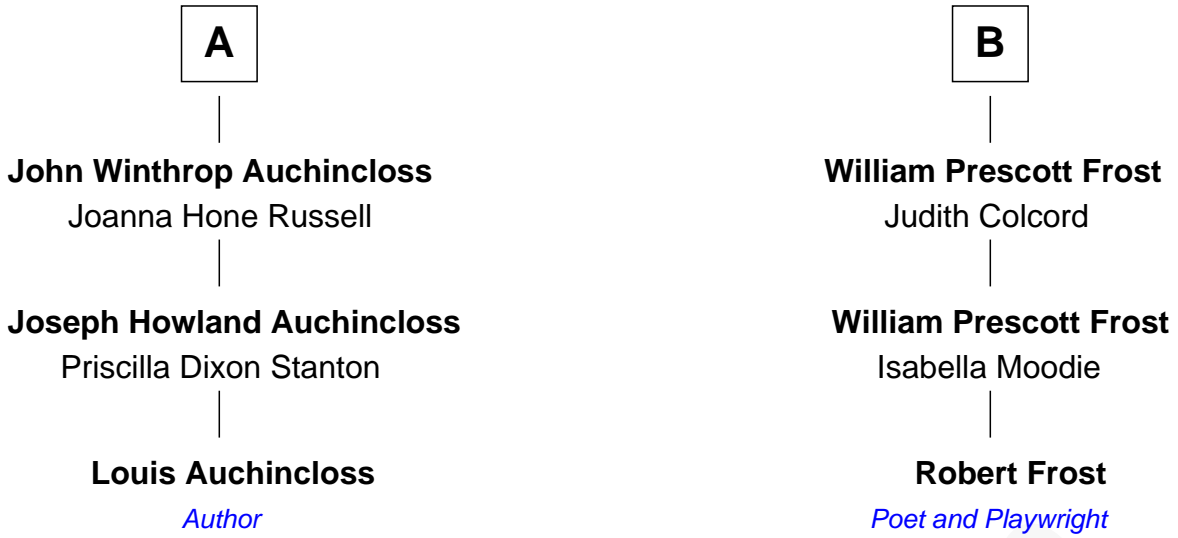 A
John Winthrop Auchincloss
Joanna Hone Russell
Joseph Howland Auchincloss
Priscilla Dixon Stanton
Louis Auchincloss
Author
B
William Prescott Frost
Judith Colcord
William Prescott Frost
Isabella Moodie
Robert Frost
Poet and Playwright